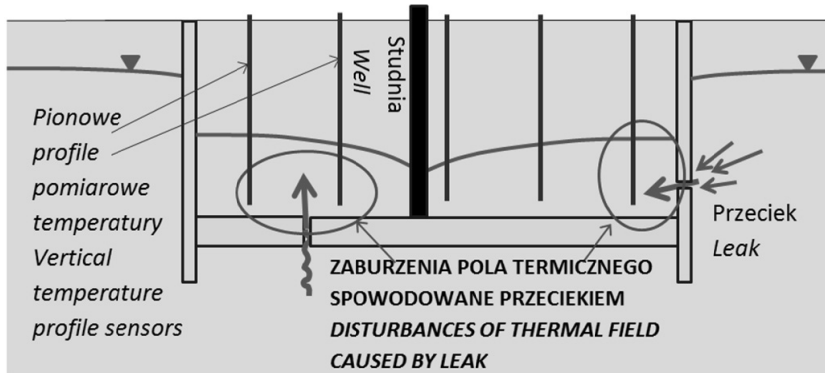 Studnia
Well
Pionowe
profile
pomiarowe
temperatury
Vertical
temperature
profile sensors
Przeciek
Leak
ZABURZENIA POLA TERMICZNEGO
SPOWODOWANE PRZECIEKIEM
DISTURBANCES OF THERMAL FIELD
CAUSED BY LEAK